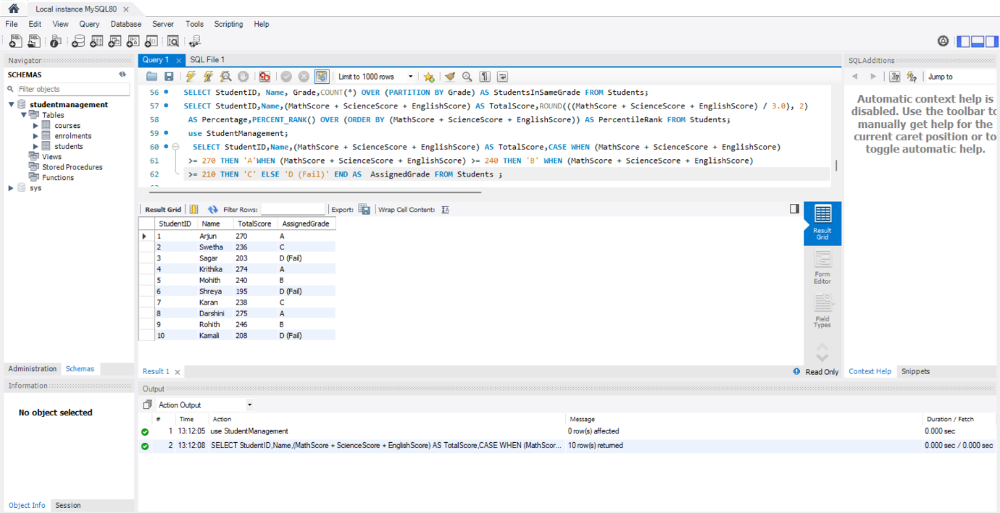 Local instance MySQL80 ×
File Edit View Query Database Server Tools Scripting Help
Navigator
SCHEMAS
Filter objects
studentmanagement
Tables
courses
enrolments
students
Views
Stored Procedures
Functions
sys
Administration Schemas
Information
No object selected
Object Info Session
Query 1 × SQL File 1
Limit to 1000 rows
56 SELECT StudentID, Name, Grade,COUNT(*) OVER (PARTITION BY Grade) AS StudentsInSameGrade FROM Students;
57 SELECT StudentID,Name,(MathScore + ScienceScore + EnglishScore) AS TotalScore,ROUND(((MathScore + ScienceScore + EnglishScore) / 3.0), 2)
58 AS Percentage,PERCENT_RANK() OVER (ORDER BY (MathScore + ScienceScore + EnglishScore)) AS PercentileRank FROM Students;
59 use StudentManagement;
60 SELECT StudentID,Name,(MathScore + ScienceScore + EnglishScore) AS TotalScore,CASE WHEN (MathScore + ScienceScore + EnglishScore)
61 >= 270 THEN 'A'WHEN (MathScore + ScienceScore + EnglishScore) >= 240 THEN 'B' WHEN (MathScore + ScienceScore + EnglishScore)
62 >= 210 THEN 'C' ELSE 'D (Fail)' END AS AssignedGrade FROM Students ;
Result Grid Filter Rows: Export: Wrap Cell Content:
StudentID Name TotalScore AssignedGrade
1 Arjun 270 A
2 Swetha 236 C
3 Sagar 203 D (Fail)
4 Krithika 274 A
5 Mohith 240 B
6 Shreya 195 D (Fail)
7 Karan 238 C
8 Darshini 275 A
9 Rohith 246 B
10 Kamali 208 D (Fail)
Result Grid
Form Editor
Field Types
Result 1 × Read Only
SQLAdditions
Jump to
Automatic context help is
disabled. Use the toolbar to
manually get help for the
current caret position or to
toggle automatic help.
Context Help Snippets
Output
Action Output
# Time Action Message Duration / Fetch
1 13:12:05 use StudentManagement 0 row(s) affected 0.000 sec
2 13:12:08 SELECT StudentID,Name,(MathScore + ScienceScore + EnglishScore) AS TotalScore,CASE WHEN (MathScor... 10 row(s) returned 0.000 sec / 0.000 sec